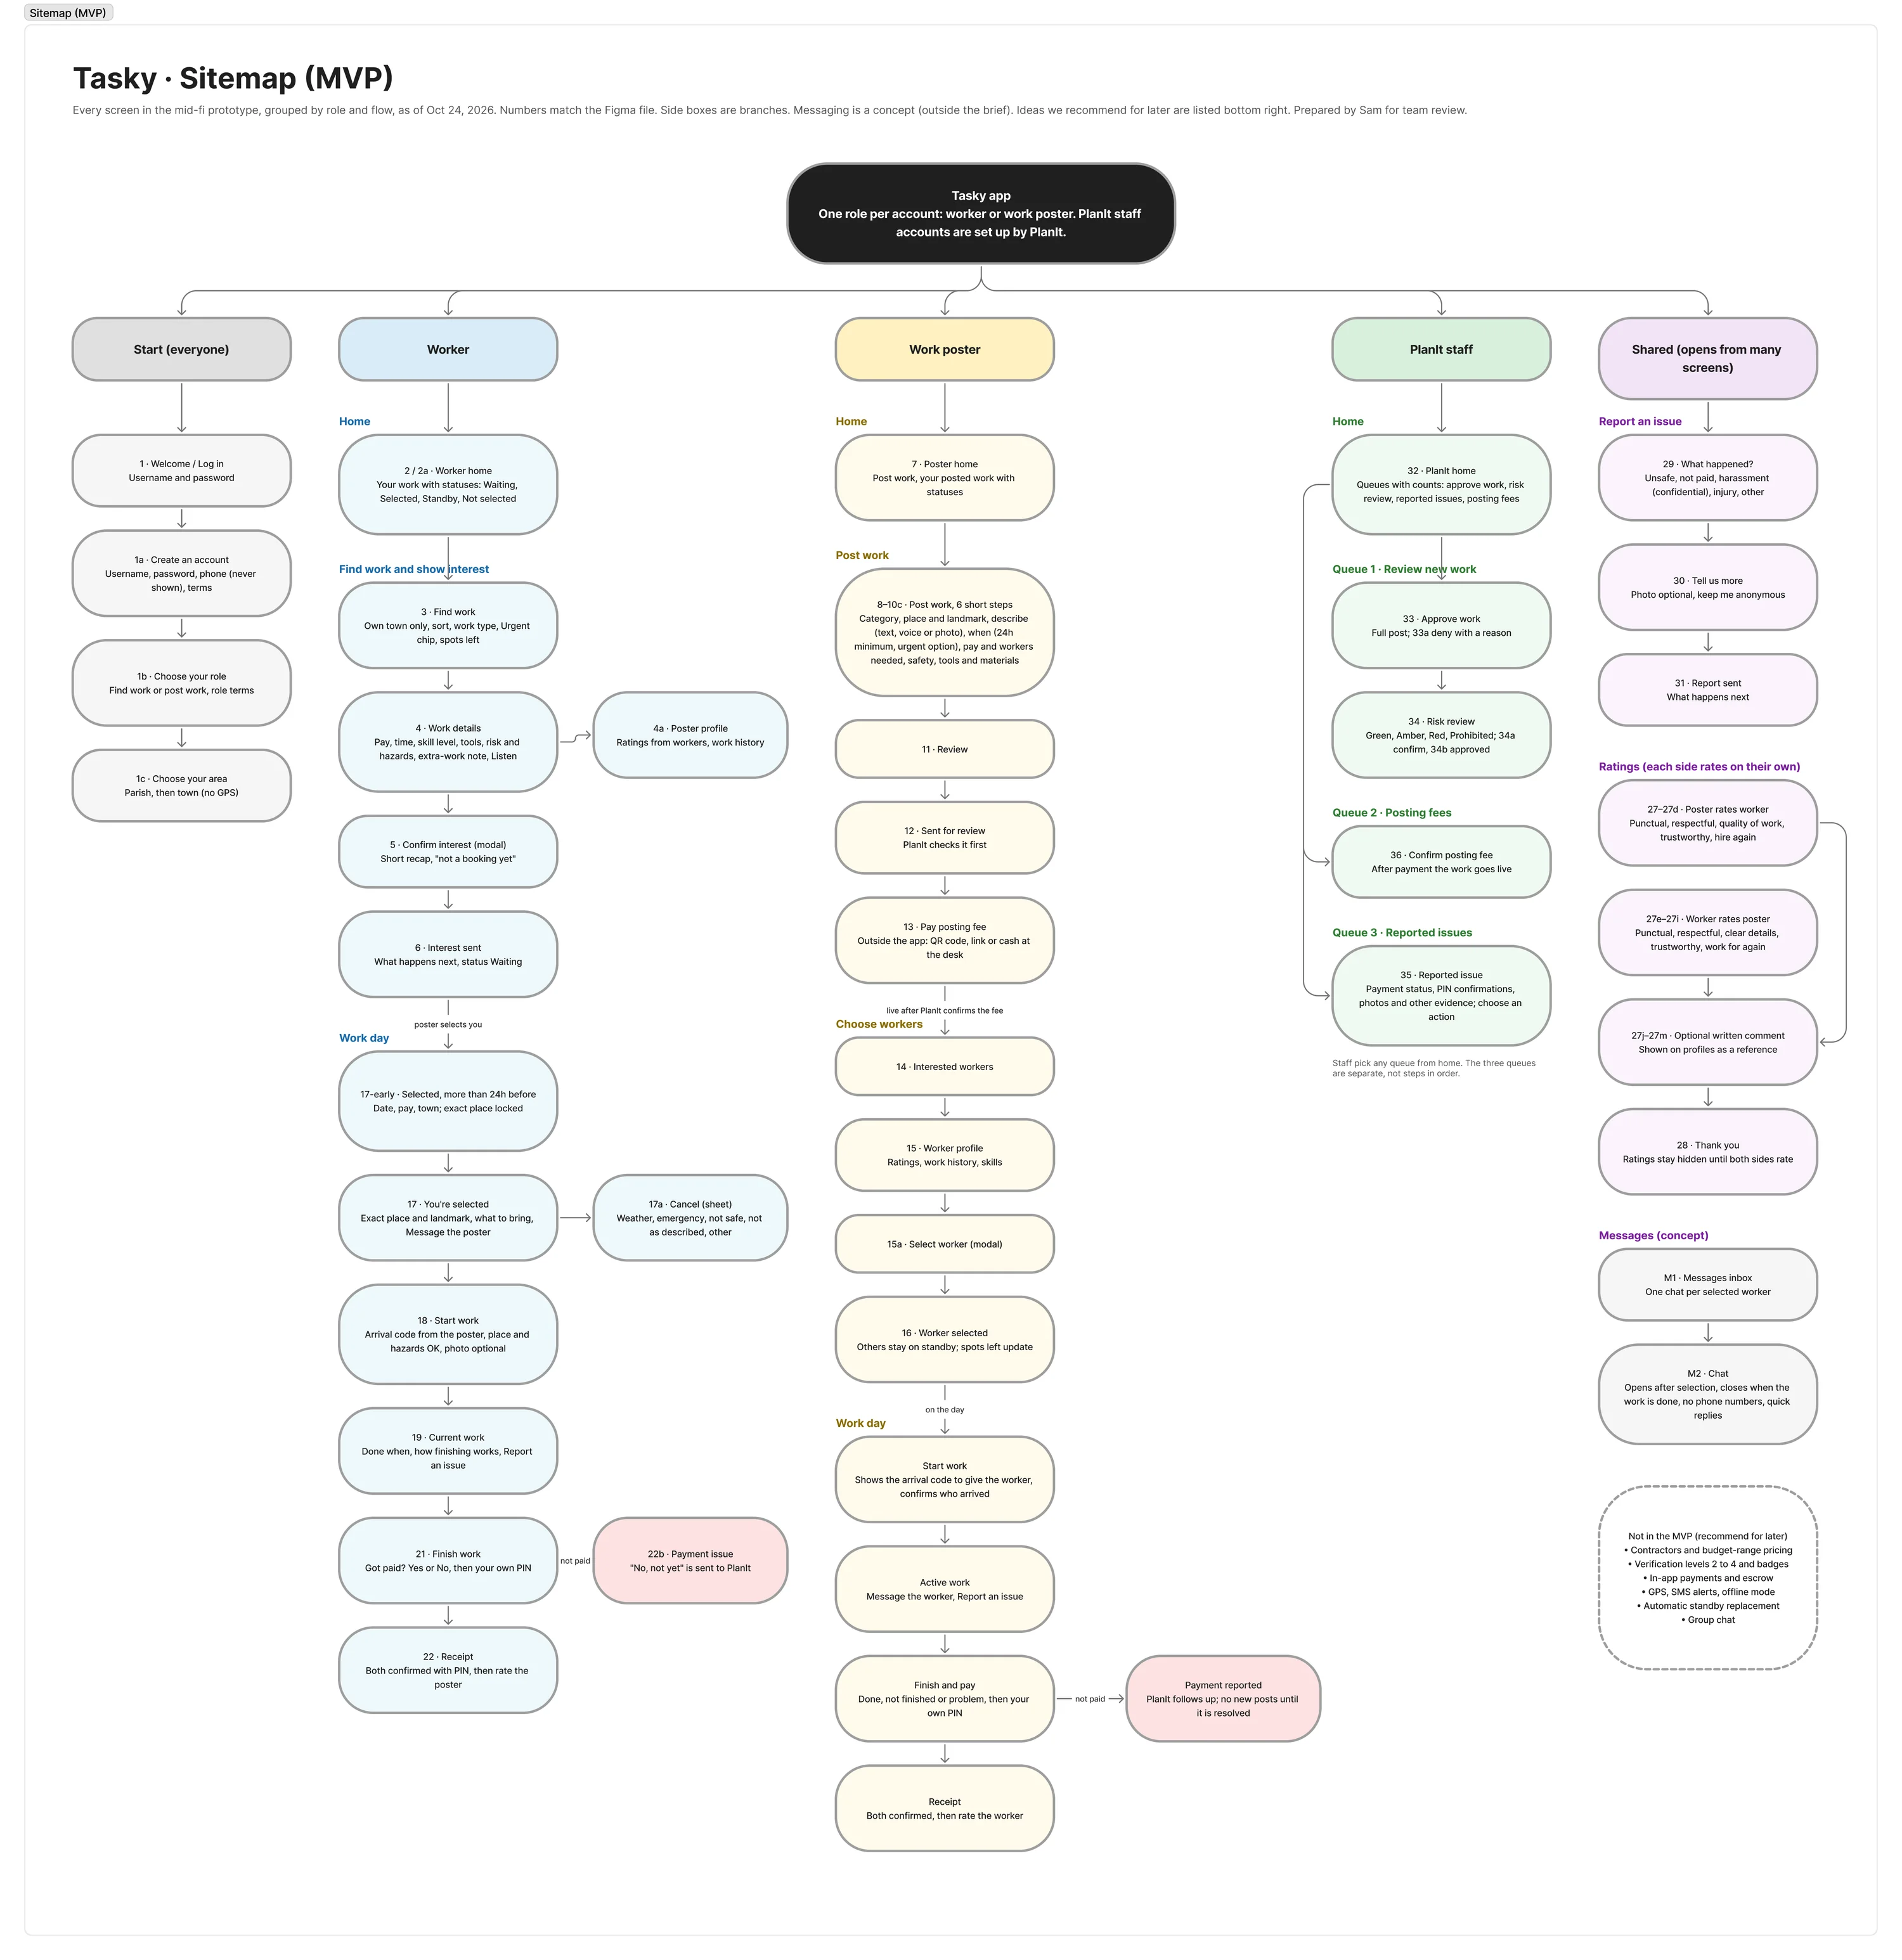 Sitemap (MVP)
Tasky · Sitemap (MVP)
Every screen in the mid-fi prototype, grouped by role and flow, as of Oct 24, 2026. Numbers match the Figma file. Side boxes are branches. Messaging is a concept (outside the brief). Ideas we recommend for later are listed bottom right. Prepared by Sam for team review.
Tasky app
One role per account: worker or work poster. PlanIt staff
accounts are set up by PlanIt.
Start (everyone)
1 · Welcome / Log in
Username and password
1a · Create an account
Username, password, phone (never
shown), terms
1b · Choose your role
Find work or post work, role terms
1c · Choose your area
Parish, then town (no GPS)
Worker
Home
2 / 2a · Worker home
Your work with statuses: Waiting,
Selected, Standby, Not selected
Find work and show interest
3 · Find work
Own town only, sort, work type, Urgent
chip, spots left
4 · Work details
Pay, time, skill level, tools, risk and
hazards, extra-work note, Listen
4a · Poster profile
Ratings from workers, work history
5 · Confirm interest (modal)
Short recap, "not a booking yet"
6 · Interest sent
What happens next, status Waiting
poster selects you
Work day
17-early · Selected, more than 24h before
Date, pay, town; exact place locked
17 · You're selected
Exact place and landmark, what to bring,
Message the poster
17a · Cancel (sheet)
Weather, emergency, not safe, not
as described, other
18 · Start work
Arrival code from the poster, place and
hazards OK, photo optional
19 · Current work
Done when, how finishing works, Report
an issue
21 · Finish work
Got paid? Yes or No, then your own PIN
not paid
22b · Payment issue
"No, not yet" is sent to PlanIt
22 · Receipt
Both confirmed with PIN, then rate the
poster
Work poster
Home
7 · Poster home
Post work, your posted work with
statuses
Post work
8–10c · Post work, 6 short steps
Category, place and landmark, describe
(text, voice or photo), when (24h
minimum, urgent option), pay and workers
needed, safety, tools and materials
11 · Review
12 · Sent for review
PlanIt checks it first
13 · Pay posting fee
Outside the app: QR code, link or cash at
the desk
live after PlanIt confirms the fee
Choose workers
14 · Interested workers
15 · Worker profile
Ratings, work history, skills
15a · Select worker (modal)
16 · Worker selected
Others stay on standby; spots left update
on the day
Work day
Start work
Shows the arrival code to give the worker,
confirms who arrived
Active work
Message the worker, Report an issue
Finish and pay
Done, not finished or problem, then your
own PIN
not paid
Payment reported
PlanIt follows up; no new posts until
it is resolved
Receipt
Both confirmed, then rate the worker
PlanIt staff
Home
32 · PlanIt home
Queues with counts: approve work, risk
review, reported issues, posting fees
Queue 1 · Review new work
33 · Approve work
Full post; 33a deny with a reason
34 · Risk review
Green, Amber, Red, Prohibited; 34a
confirm, 34b approved
Queue 2 · Posting fees
36 · Confirm posting fee
After payment the work goes live
Queue 3 · Reported issues
35 · Reported issue
Payment status, PIN confirmations,
photos and other evidence; choose an
action
Staff pick any queue from home. The three queues
are separate, not steps in order.
Shared (opens from many
screens)
Report an issue
29 · What happened?
Unsafe, not paid, harassment
(confidential), injury, other
30 · Tell us more
Photo optional, keep me anonymous
31 · Report sent
What happens next
Ratings (each side rates on their own)
27–27d · Poster rates worker
Punctual, respectful, quality of work,
trustworthy, hire again
27e–27i · Worker rates poster
Punctual, respectful, clear details,
trustworthy, work for again
27j–27m · Optional written comment
Shown on profiles as a reference
28 · Thank you
Ratings stay hidden until both sides rate
Messages (concept)
M1 · Messages inbox
One chat per selected worker
M2 · Chat
Opens after selection, closes when the
work is done, no phone numbers, quick
replies
Not in the MVP (recommend for later)
• Contractors and budget-range pricing
• Verification levels 2 to 4 and badges
• In-app payments and escrow
• GPS, SMS alerts, offline mode
• Automatic standby replacement
• Group chat